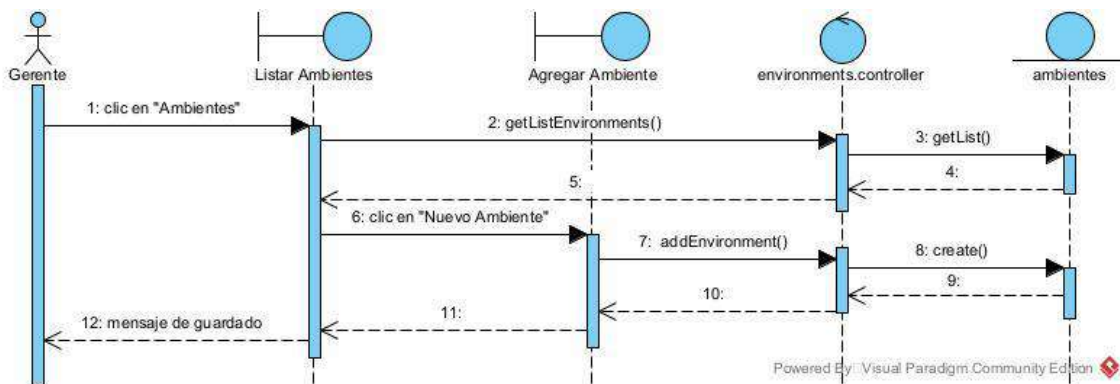 Gerente
Listar Ambientes
Agregar Ambiente
environments.controller
ambientes
1: clic en "Ambientes"
2: getListEnvironments()
3: getList()
4:
5:
6: clic en "Nuevo Ambiente"
7: addEnvironment()
8: create()
9:
10:
11:
12: mensaje de guardado
Powered By Visual Paradigm Community Edition